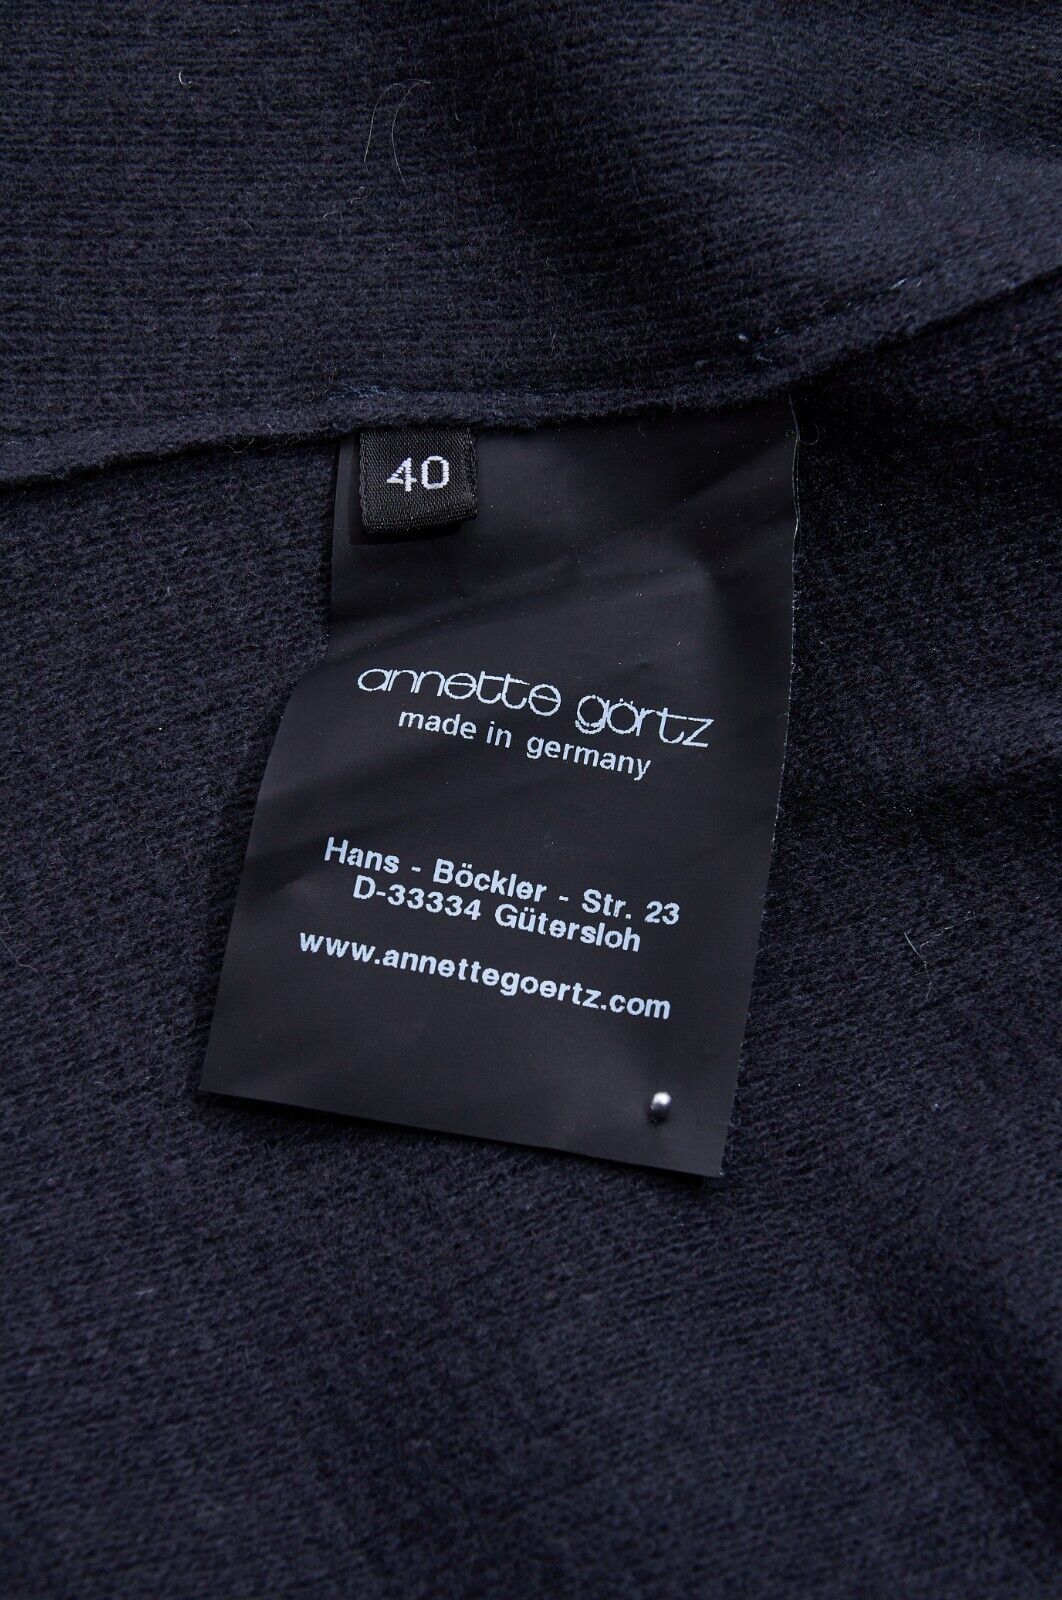 40
annette görtz
made in germany
Hans - Böckler - Str. 23
D-33334 Gütersloh
www.annettegoertz.com